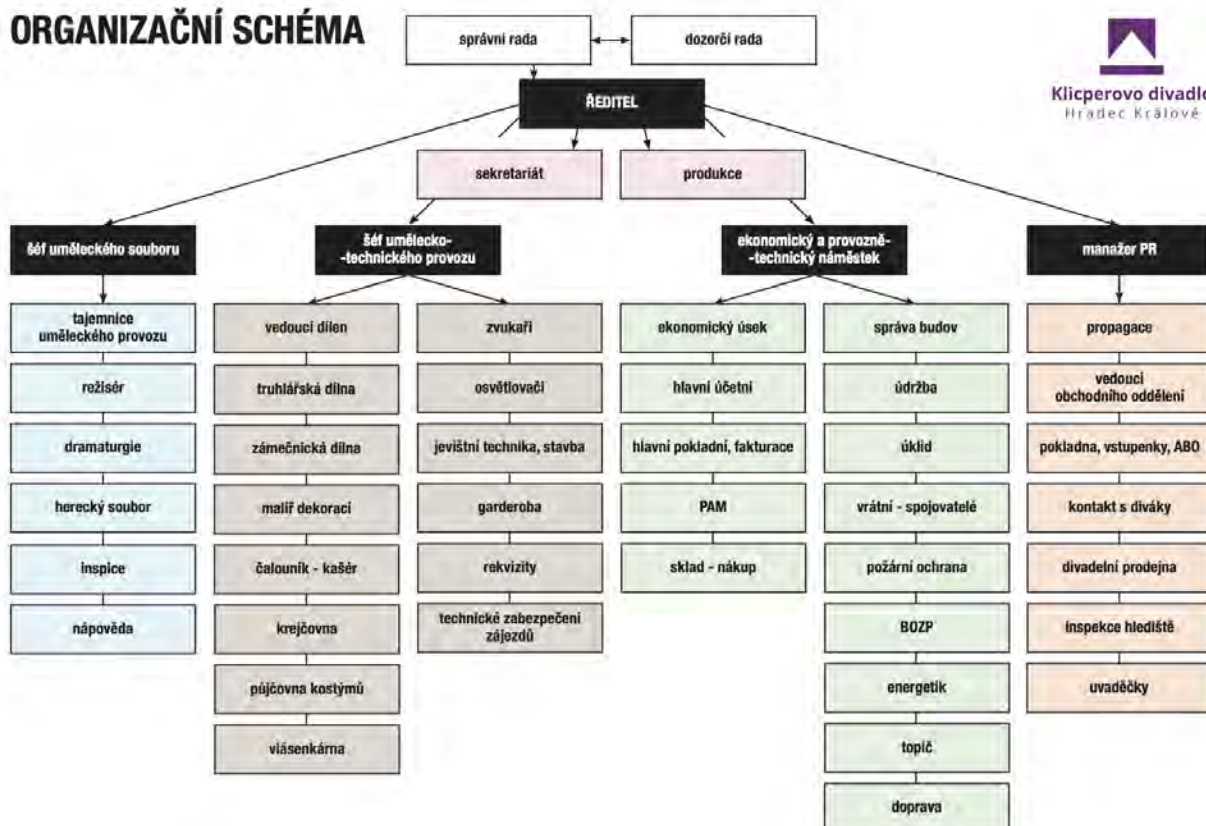 ORGANIZAČNÍ SCHÉMA
správní rada
dozorčí rada
Klicperovo divadlo
Hradec Králové
ŘEDITEL
sekretariát
produkce
šéf uměleckého souboru
šéf umělecko-
-technického provozu
ekonomický a provozně-
-technický náměstek
manažer PR
tajemnice
uměleckého provozu
režisér
dramaturgie
herecký soubor
inspice
nápověda
vedoucí dílen
truhlářská dílna
zámečnická dílna
malíř dekorací
čalouník - kašér
krejčovna
půjčovna kostýmů
vlásenkárna
zvukaři
osvětlovači
jevištní technika, stavba
garderoba
rekvizity
technické zabezpečení
zájezdů
ekonomický úsek
hlavní účetní
hlavní pokladní, fakturace
PAM
sklad - nákup
správa budov
údržba
úklid
vrátní - spojovatelé
požární ochrana
BOZP
energetik
topič
doprava
propagace
vedoucí
obchodního oddělení
pokladna, vstupenky, ABO
kontakt s diváky
divadelní prodejna
inspekce hlediště
uvaděčky